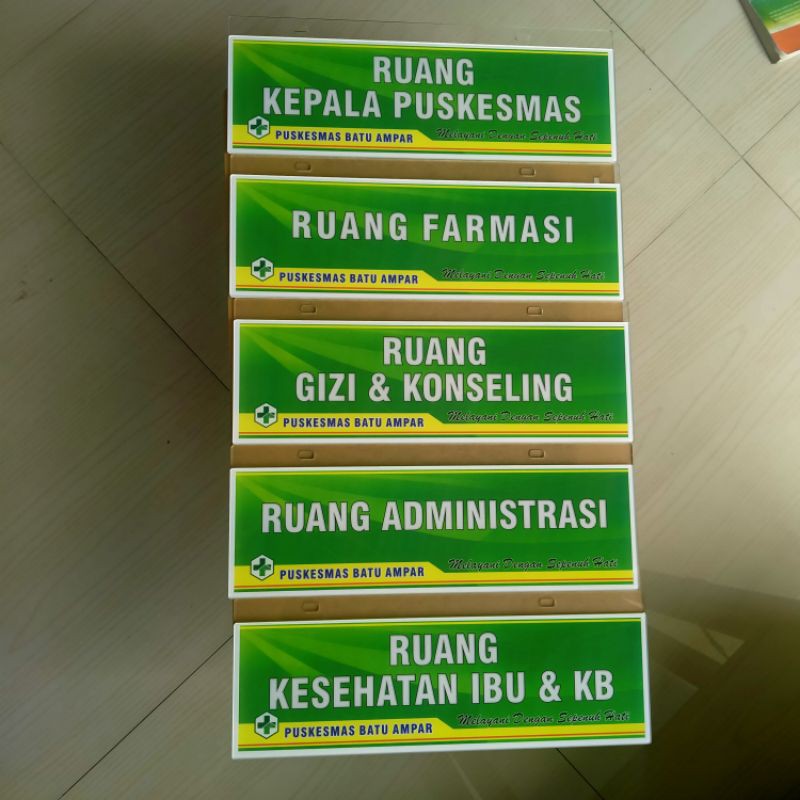 RUANG
KEPALA PUSKESMAS
PUSKESMAS BATU AMPAR Melayani Dengan Sepenuh Hati
RUANG FARMASI
PUSKESMAS BATU AMPAR Melayani Dengan Sepenuh Hati
RUANG
GIZI & KONSELING
PUSKESMAS BATU AMPAR Melayani Dengan Sepenuh Hati
RUANG ADMINISTRASI
PUSKESMAS BATU AMPAR Melayani Dengan Sepenuh Hati
RUANG
KESEHATAN IBU & KB
PUSKESMAS BATU AMPAR Melayani Dengan Sepenuh Hati